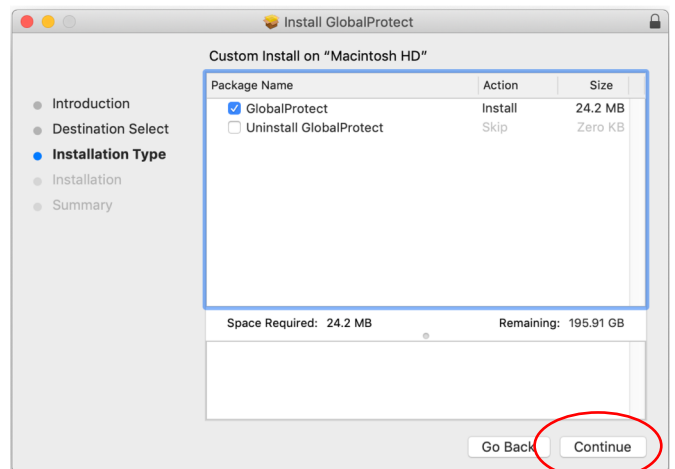 Install GlobalProtect
Custom Install on “Macintosh HD”
Introduction
Destination Select
Installation Type
Installation
Summary
Package Name Action Size
GlobalProtect Install 24.2 MB
Uninstall GlobalProtect Skip Zero KB
Space Required: 24.2 MB Remaining: 195.91 GB
Go Back Continue